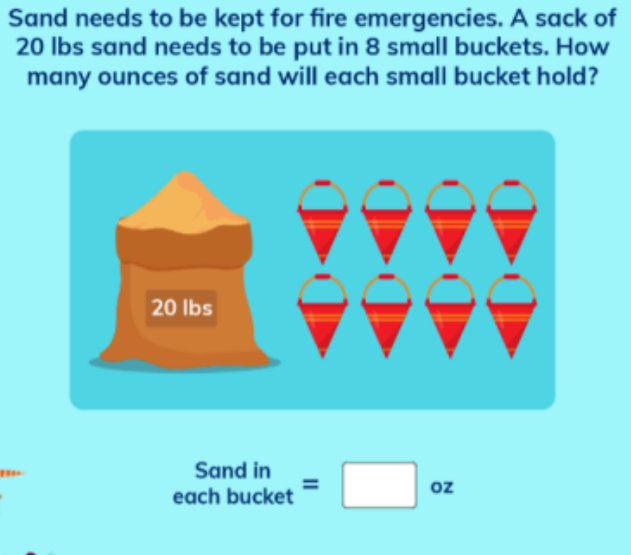 Sand needs to be kept for fire emergencies. A sack of
20 lbs sand needs to be put in 8 small buckets. How
many ounces of sand will each small bucket hold?
20 lbs
Sand in
each bucket = oz